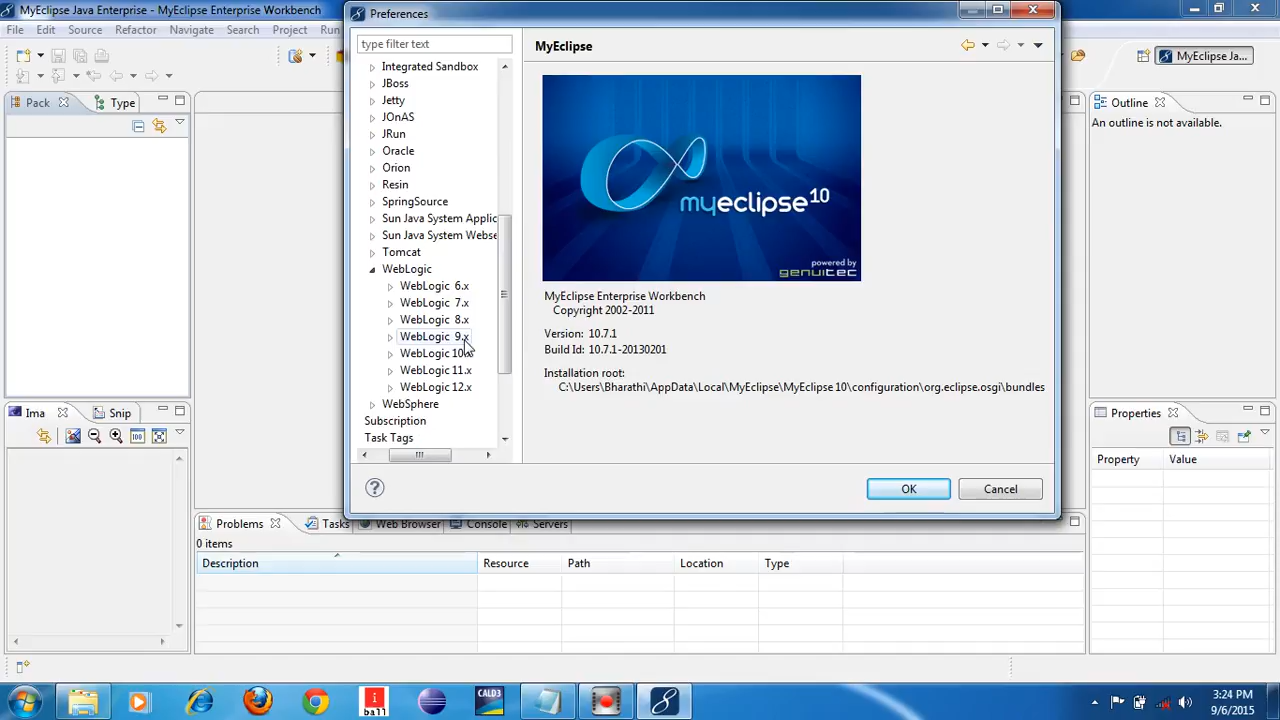 MyEclipse Java Enterprise - MyEclipse Enterprise Workbench
File Edit Source Refactor Navigate Search Project Run
MyEclipse Ja...
Pack
Type
Preferences
type filter text
Integrated Sandbox
JBoss
Jetty
JOnAS
JRun
Oracle
Orion
Resin
SpringSource
Sun Java System Applic
Sun Java System Webse
Tomcat
WebLogic
WebLogic 6.x
WebLogic 7.x
WebLogic 8.x
WebLogic 9.x
WebLogic 10.x
WebLogic 11.x
WebLogic 12.x
WebSphere
Subscription
Task Tags
MyEclipse
myeclipse10
powered by
genuitec
MyEclipse Enterprise Workbench
Copyright 2002-2011
Version: 10.7.1
Build Id: 10.7.1-20130201
Installation root:
C:\Users\Bharathi\AppData\Local\MyEclipse\MyEclipse 10\configuration\org.eclipse.osgi\bundles
OK
Cancel
Outline
An outline is not available.
Ima
Snip
100
Properties
Property Value
Problems
Tasks
Web Browser
Console
Servers
0 items
Description Resource Path Location Type
i
ball
CALD3
3:24 PM
9/6/2015